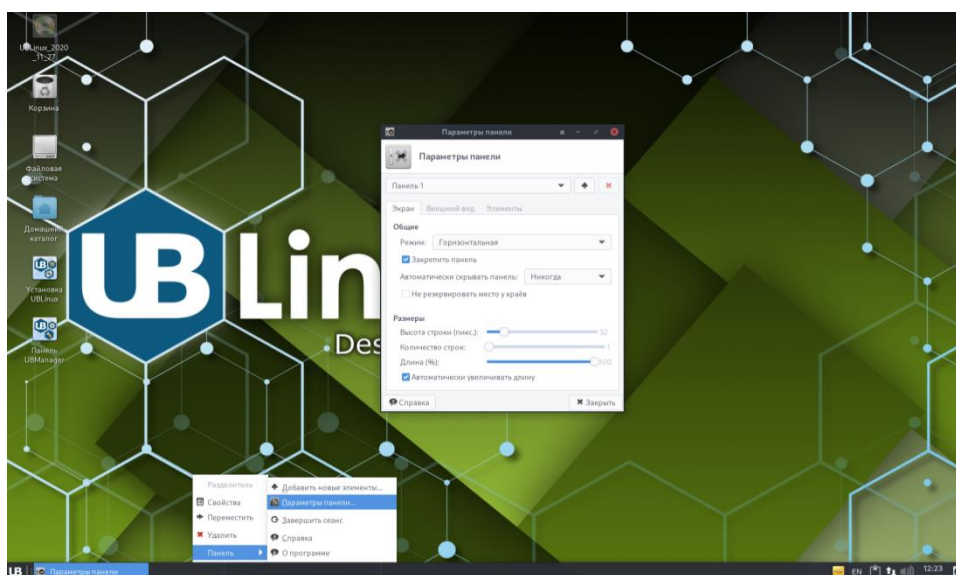 UBLinux_2020
_11_27
Корзина
Файловая
система
Домашний
каталог
Установка
UBLinux
Панель
UBManager
UB Lin
Des
Параметры панели
Параметры панели
Панель 1
Экран Внешний вид Элементы
Общие
Режим: Горизонтальная
Закрепить панель
Автоматически скрывать панель: Никогда
Не резервировать место у краёв
Размеры
Высота строки (пикс.): 32
Количество строк: 1
Длина (%): 100
Автоматически увеличивать длину
Справка Закрыть
Разделитель
Свойства
Переместить
Удалить
Панель
Добавить новые элементы...
Параметры панели...
Завершить сеанс
Справка
О программе
UB Параметры панели EN 12:23